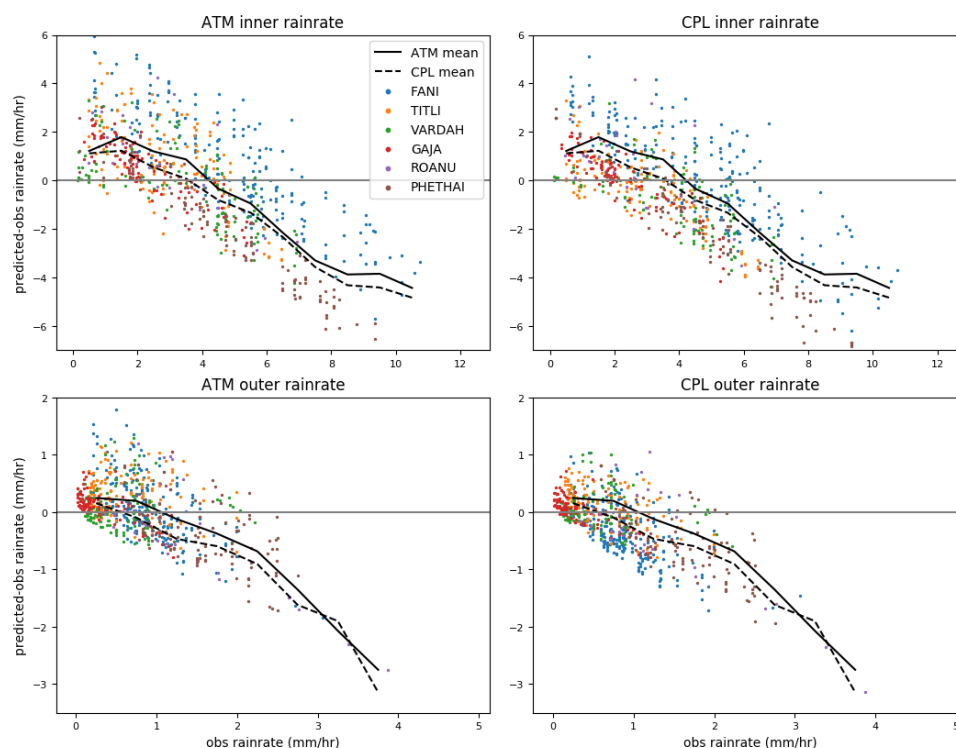 ATM inner rainrate
CPL inner rainrate
predicted-obs rainrate (mm/hr)
6
4
2
0
−2
−4
−6
0 2 4 6 8 10 12
ATM mean
CPL mean
FANI
TITLI
VARDAH
GAJA
ROANU
PHETHAI
6
4
2
0
−2
−4
−6
0 2 4 6 8 10 12
ATM outer rainrate
CPL outer rainrate
predicted-obs rainrate (mm/hr)
2
1
0
−1
−2
−3
0 1 2 3 4 5
obs rainrate (mm/hr)
2
1
0
−1
−2
−3
0 1 2 3 4 5
obs rainrate (mm/hr)